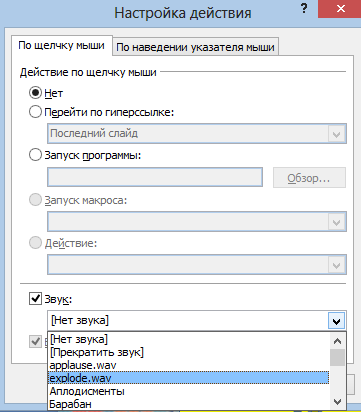 Настройка действия
По щелчку мыши
По наведении указателя мыши
Действие по щелчку мыши
Нет
Перейти по гиперссылке:
Последний слайд
Запуск программы:
Обзор...
Запуск макроса:
Действие:
Звук:
[Нет звука]
[Нет звука]
[Прекратить звук]
applause.wav
explode.wav
Аплодисменты
Барабан